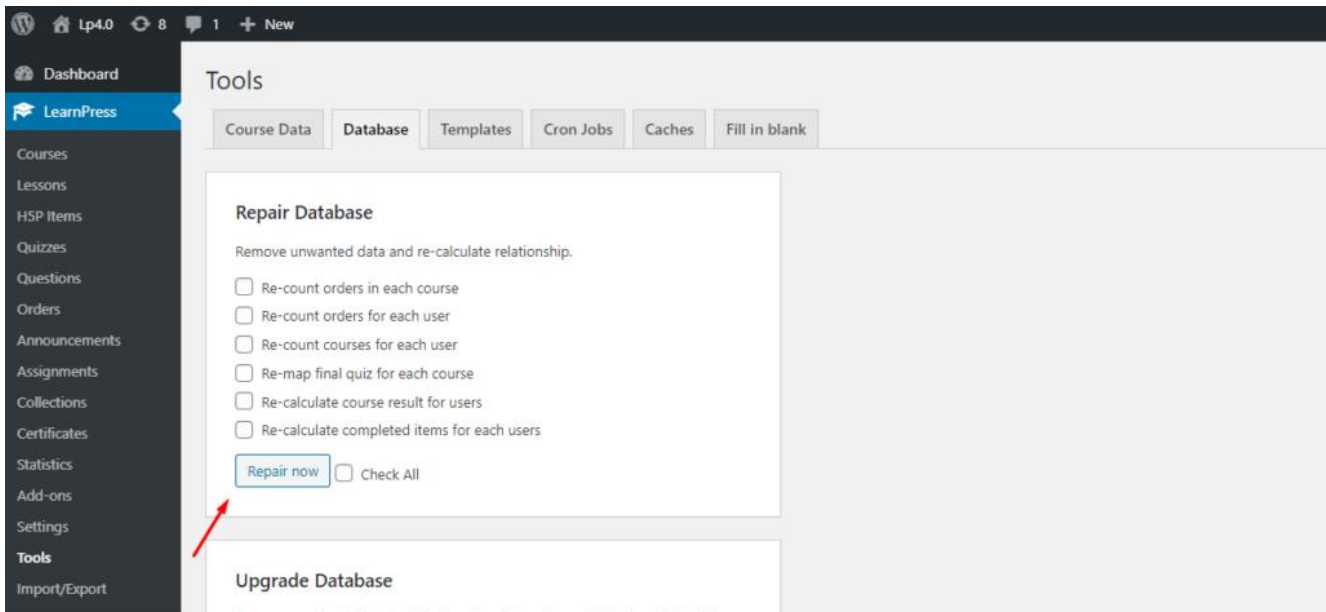 Lp4.0 8 1 + New
Dashboard
LearnPress
Courses
Lessons
H5P Items
Quizzes
Questions
Orders
Announcements
Assignments
Collections
Certificates
Statistics
Add-ons
Settings
Tools
Import/Export
Tools
Course Data Database Templates Cron Jobs Caches Fill in blank
Repair Database
Remove unwanted data and re-calculate relationship.
Re-count orders in each course
Re-count orders for each user
Re-count courses for each user
Re-map final quiz for each course
Re-calculate course result for users
Re-calculate completed items for each users
Repair now Check All
Upgrade Database